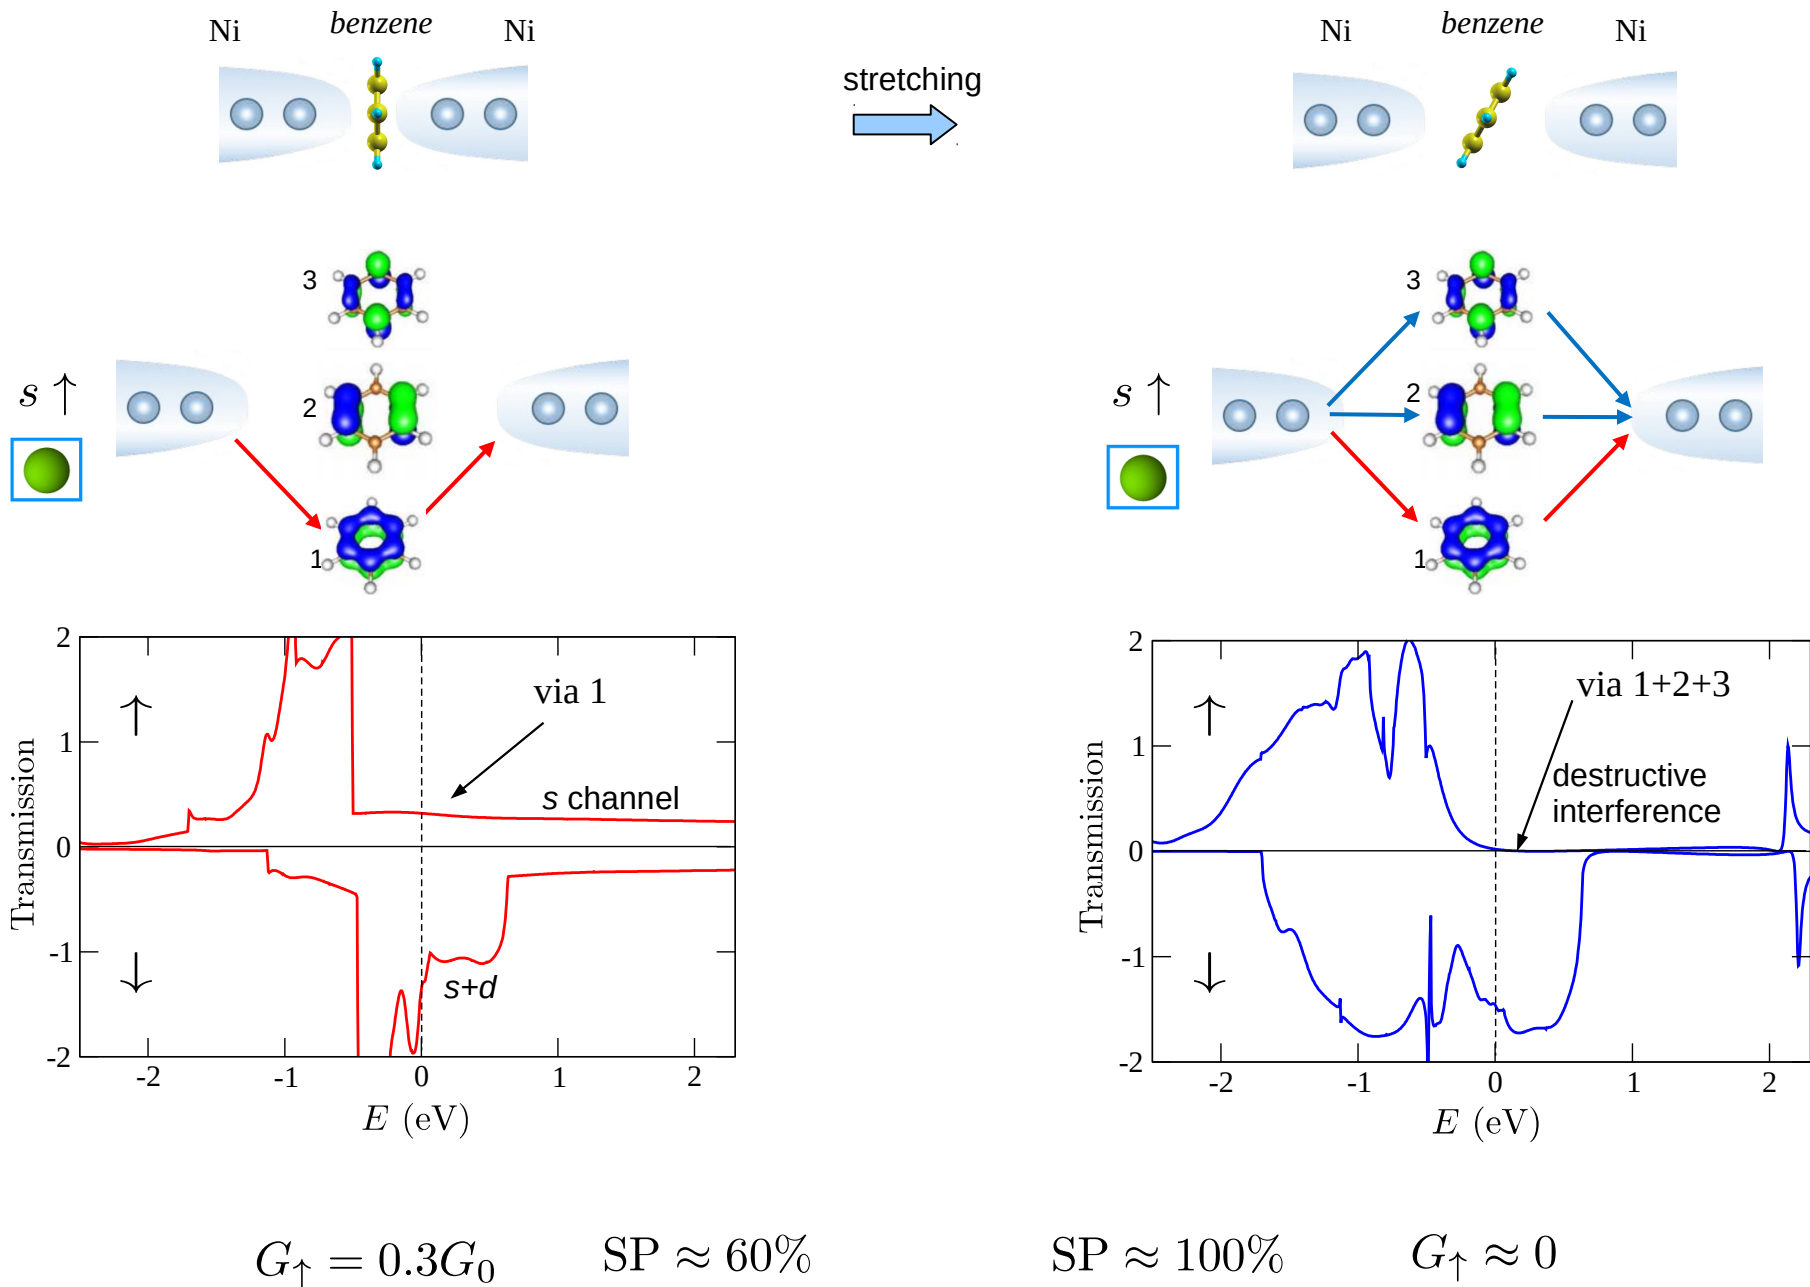 Ni benzene Ni
stretching
Ni benzene Ni
3
2
1
s ↑
3
2
1
s ↑
2
1
0
-1
-2
Transmission
↑
↓
via 1
s channel
s+d
-2 -1 0 1 2
E (eV)
2
1
0
-1
-2
Transmission
↑
↓
via 1+2+3
destructive
interference
-2 -1 0 1 2
E (eV)
G↑ = 0.3G0 SP ≈ 60%
SP ≈ 100% G↑ ≈ 0